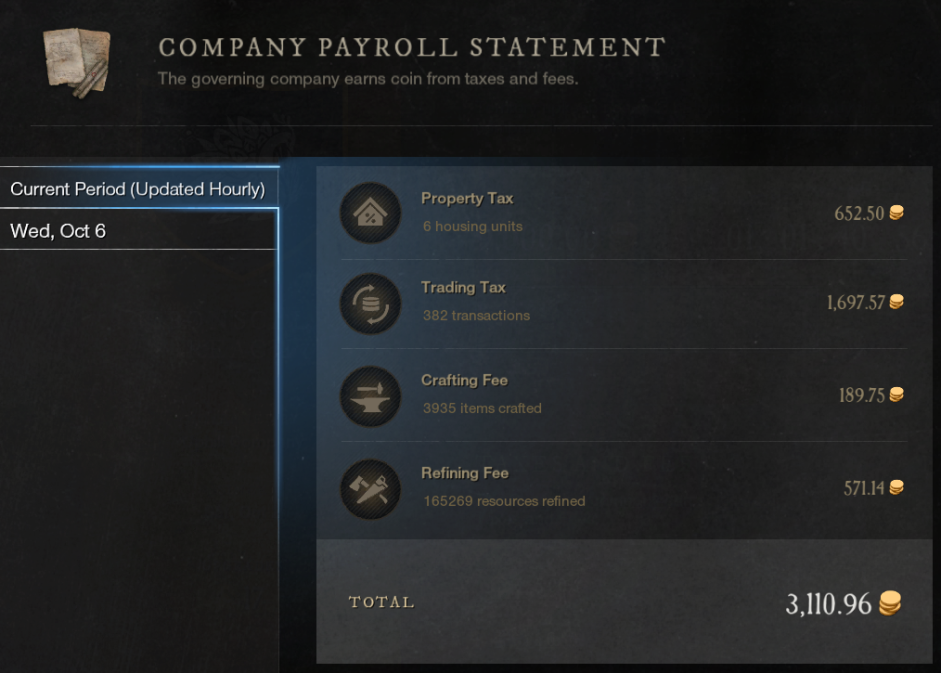 COMPANY PAYROLL STATEMENT
The governing company earns coin from taxes and fees.
Current Period (Updated Hourly)
Wed, Oct 6
Property Tax
6 housing units
652.50
Trading Tax
382 transactions
1,697.57
Crafting Fee
3935 items crafted
189.75
Refining Fee
165269 resources refined
571.14
TOTAL
3,110.96